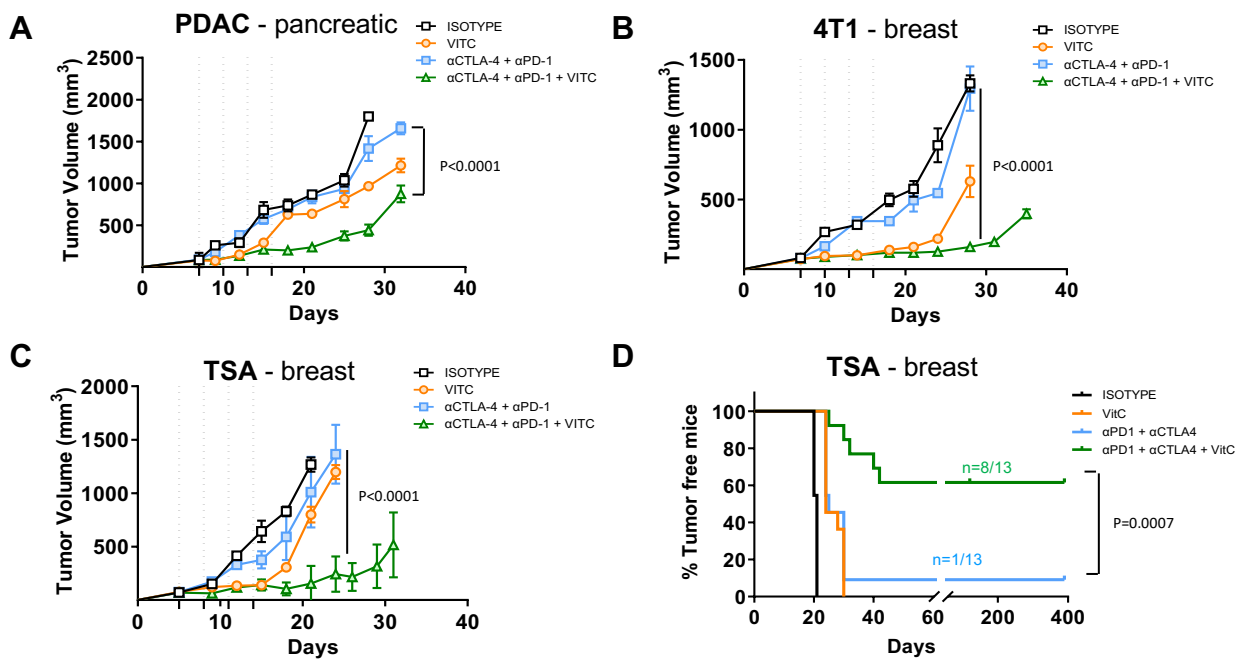 A
PDAC - pancreatic
ISOTYPE
VITC
αCTLA-4 + αPD-1
αCTLA-4 + αPD-1 + VITC
Tumor Volume (mm³)
2500
2000
1500
1000
500
0 10 20 30 40
Days
P<0.0001
B
4T1 - breast
ISOTYPE
VITC
αCTLA-4 + αPD-1
αCTLA-4 + αPD-1 + VITC
Tumor Volume (mm³)
1500
1000
500
0 10 20 30 40
Days
P<0.0001
C
TSA - breast
ISOTYPE
VITC
αCTLA-4 + αPD-1
αCTLA-4 + αPD-1 + VITC
Tumor Volume (mm³)
2000
1500
1000
500
0 10 20 30 40
Days
P<0.0001
D
TSA - breast
ISOTYPE
VitC
αPD1 + αCTLA4
αPD1 + αCTLA4 + VitC
% Tumor free mice
100
80
60
40
20
0
0 20 40 60 200 400
Days
n=8/13
n=1/13
P=0.0007